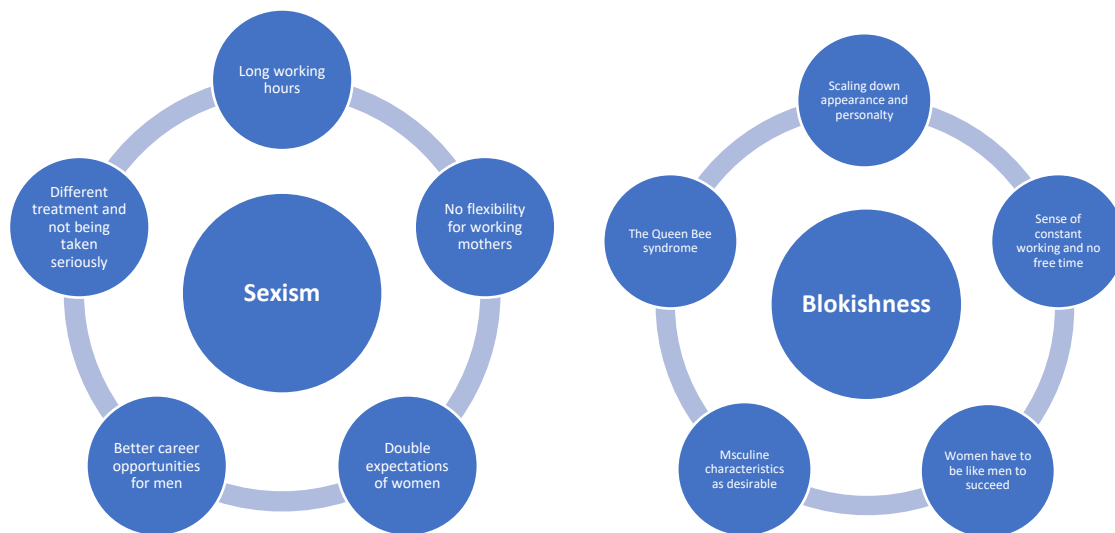 Long working
hours
No flexibility
for working
mothers
Double
expectations
of women
Better career
opportunities
for men
Different
treatment and
not being
taken
seriously
Sexism
Scaling down
appearance and
personalty
Sense of
constant
working and no
free time
Women have to
be like men to
succeed
Msculine
characteristics
as desirable
The Queen Bee
syndrome
Blokishness